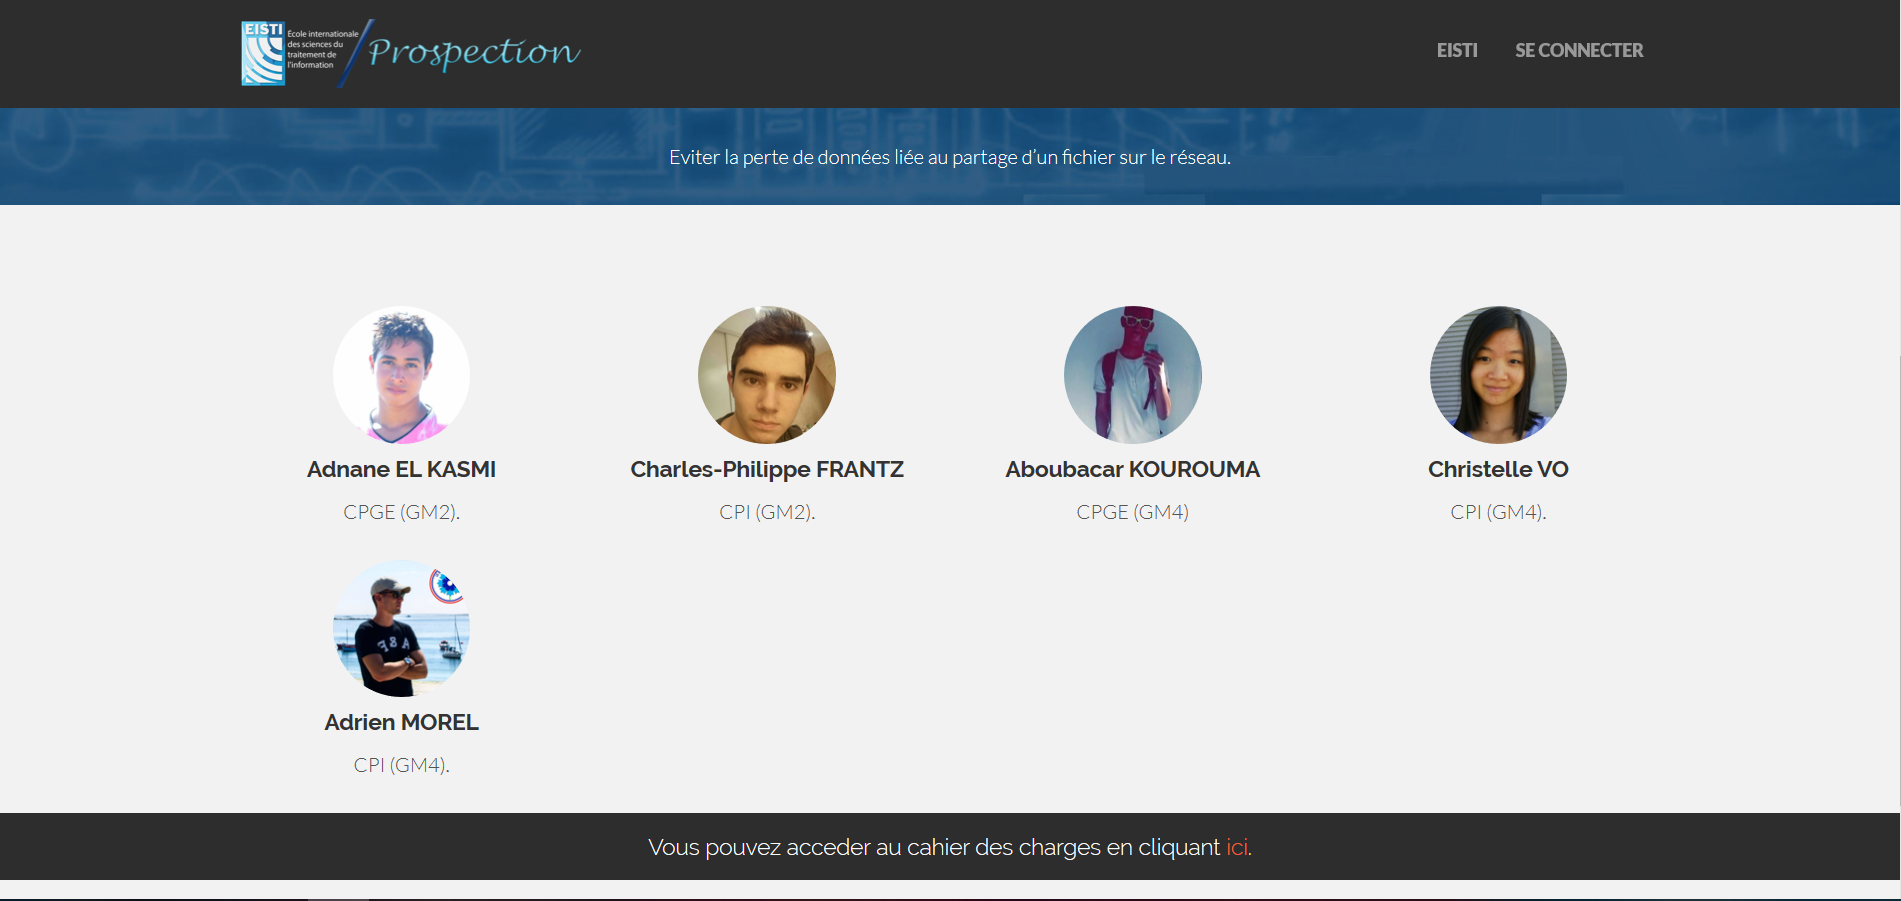 EISTI
École internationale
des sciences du
traitement de
l'information
Prospection
EISTI SE CONNECTER
Eviter la perte de données liée au partage d'un fichier sur le réseau.
Adnane EL KASMI
CPGE (GM2).
Charles-Philippe FRANTZ
CPI (GM2).
Aboubacar KOUROUMA
CPGE (GM4)
Christelle VO
CPI (GM4).
A&F
Adrien MOREL
CPI (GM4).
Vous pouvez acceder au cahier des charges en cliquant ici.